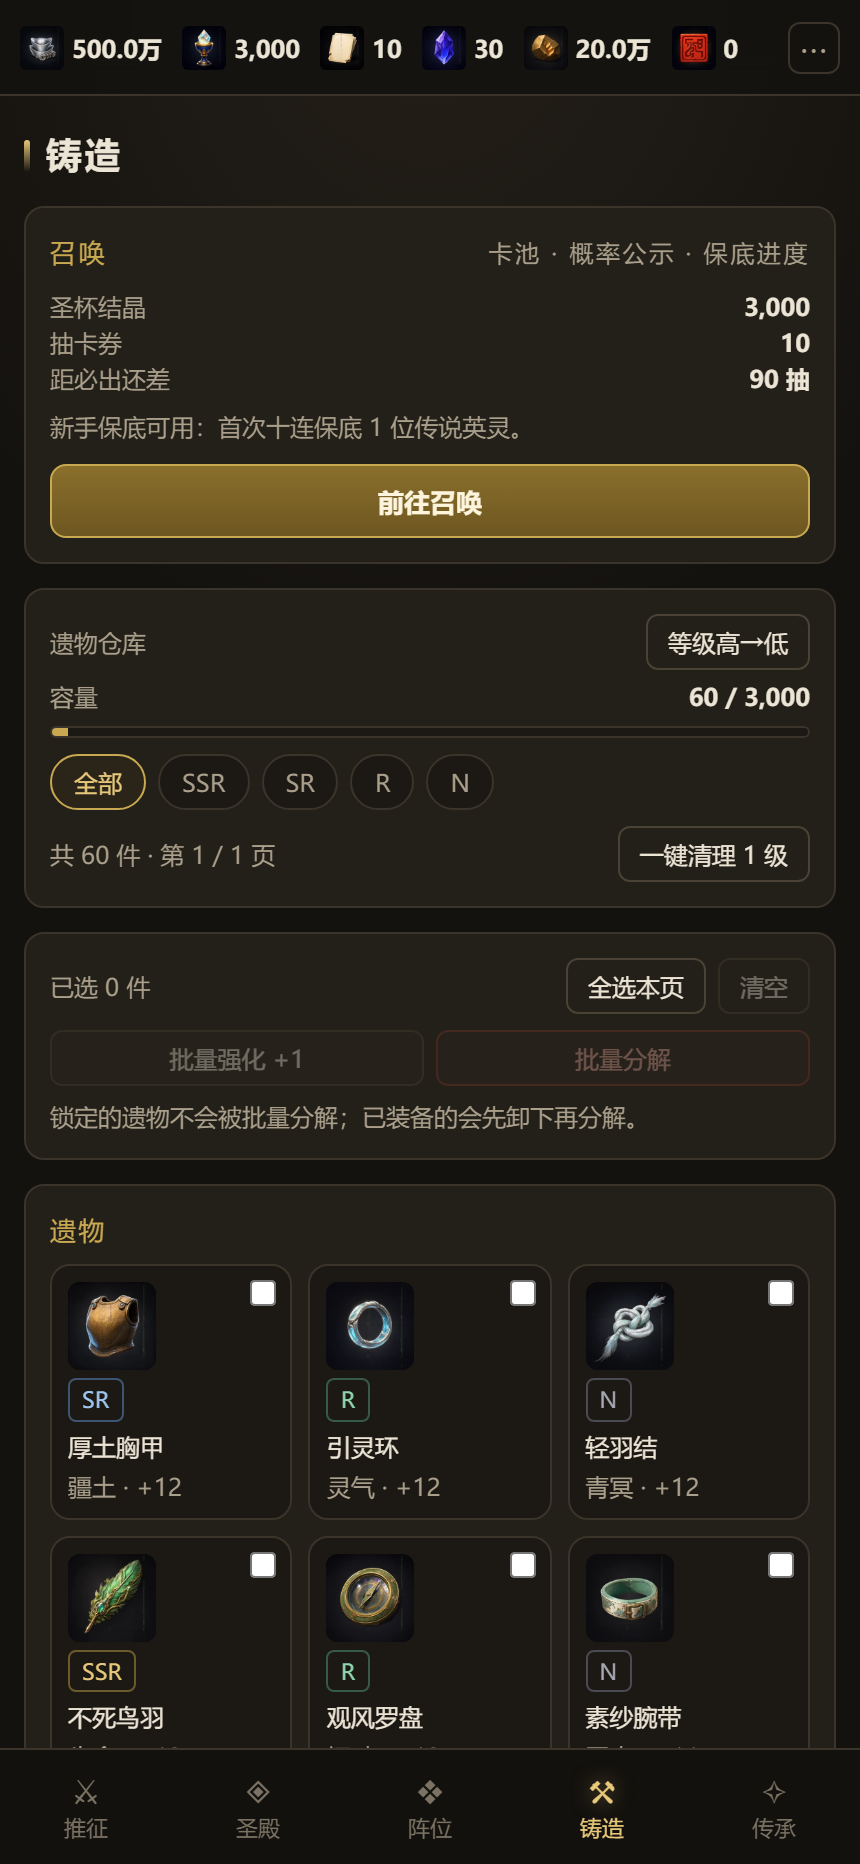 500.0万 3,000 10 30 20.0万 0 …
铸造
召唤 卡池 · 概率公示 · 保底进度
圣杯结晶 3,000
抽卡券 10
距必出还差 90 抽
新手保底可用：首次十连保底 1 位传说英灵。
前往召唤
遗物仓库 等级高→低
容量 60 / 3,000
全部 SSR SR R N
共 60 件 · 第 1 / 1 页 一键清理 1 级
已选 0 件 全选本页 清空
批量强化 +1 批量分解
锁定的遗物不会被批量分解；已装备的会先卸下再分解。
遗物
SR R N
厚土胸甲 引灵环 轻羽结
疆土 · +12 灵气 · +12 青冥 · +12
SSR R N
不死鸟羽 观风罗盘 素纱腕带
推征 圣殿 阵位 铸造 传承